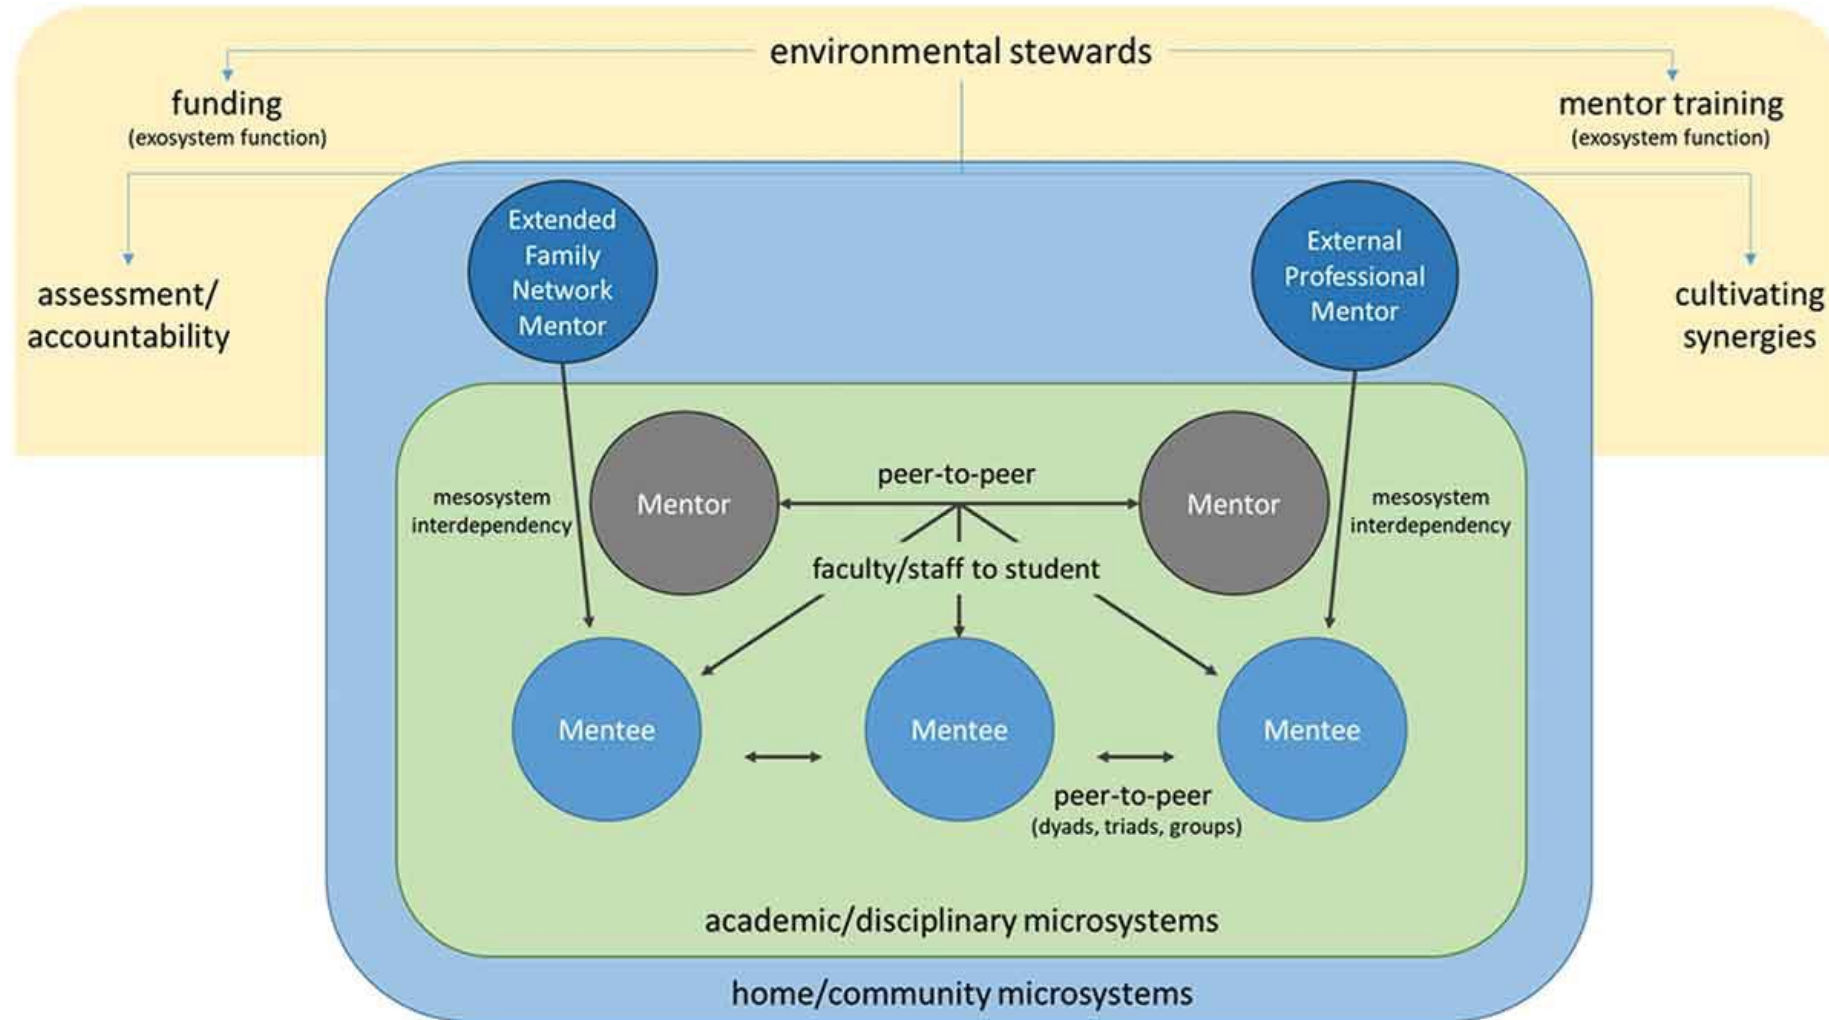 environmental stewards
funding
(exosystem function)
mentor training
(exosystem function)
assessment/
accountability
cultivating
synergies
Extended
Family
Network
Mentor
External
Professional
Mentor
Mentor
peer-to-peer
Mentor
mesosystem
interdependency
mesosystem
interdependency
faculty/staff to student
Mentee
Mentee
Mentee
peer-to-peer
(dyads, triads, groups)
academic/disciplinary microsystems
home/community microsystems